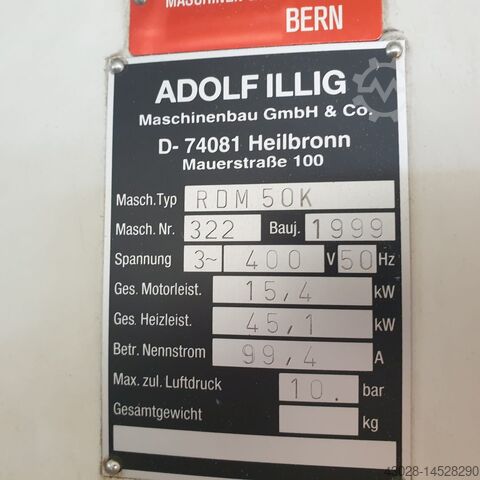 BERN
ADOLF ILLIG
Maschinenbau GmbH & Co.
D- 74081 Heilbronn
Mauerstraße 100
Masch.Typ RDM 50K
Masch. Nr. 322 Bauj. 1999
Spannung 3~ 400 V 50 Hz
Ges. Motorleist. 15,4 kW
Ges. Heizleist. 45,1 kW
Betr. Nennstrom 99,4 A
Max. zul. Luftdruck 10. bar
Gesamtgewicht kg
-14528290